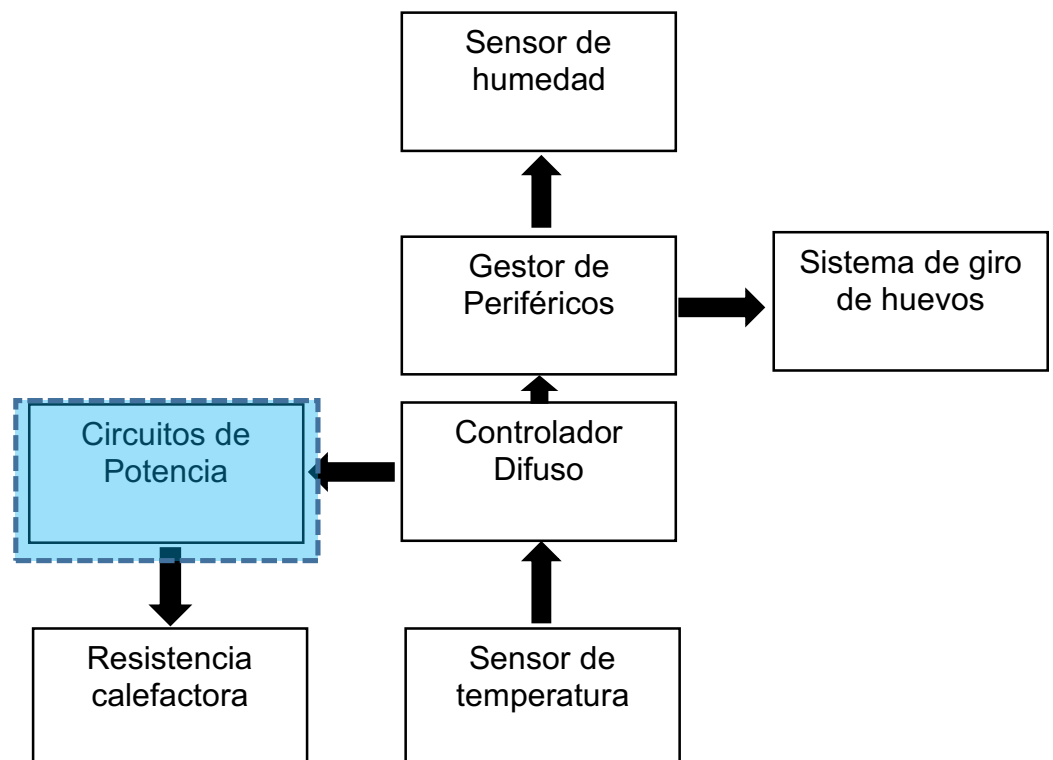 Sensor de
humedad
Gestor de
Periféricos
Sistema de giro
de huevos
Circuitos de
Potencia
Controlador
Difuso
Resistencia
calefactora
Sensor de
temperatura